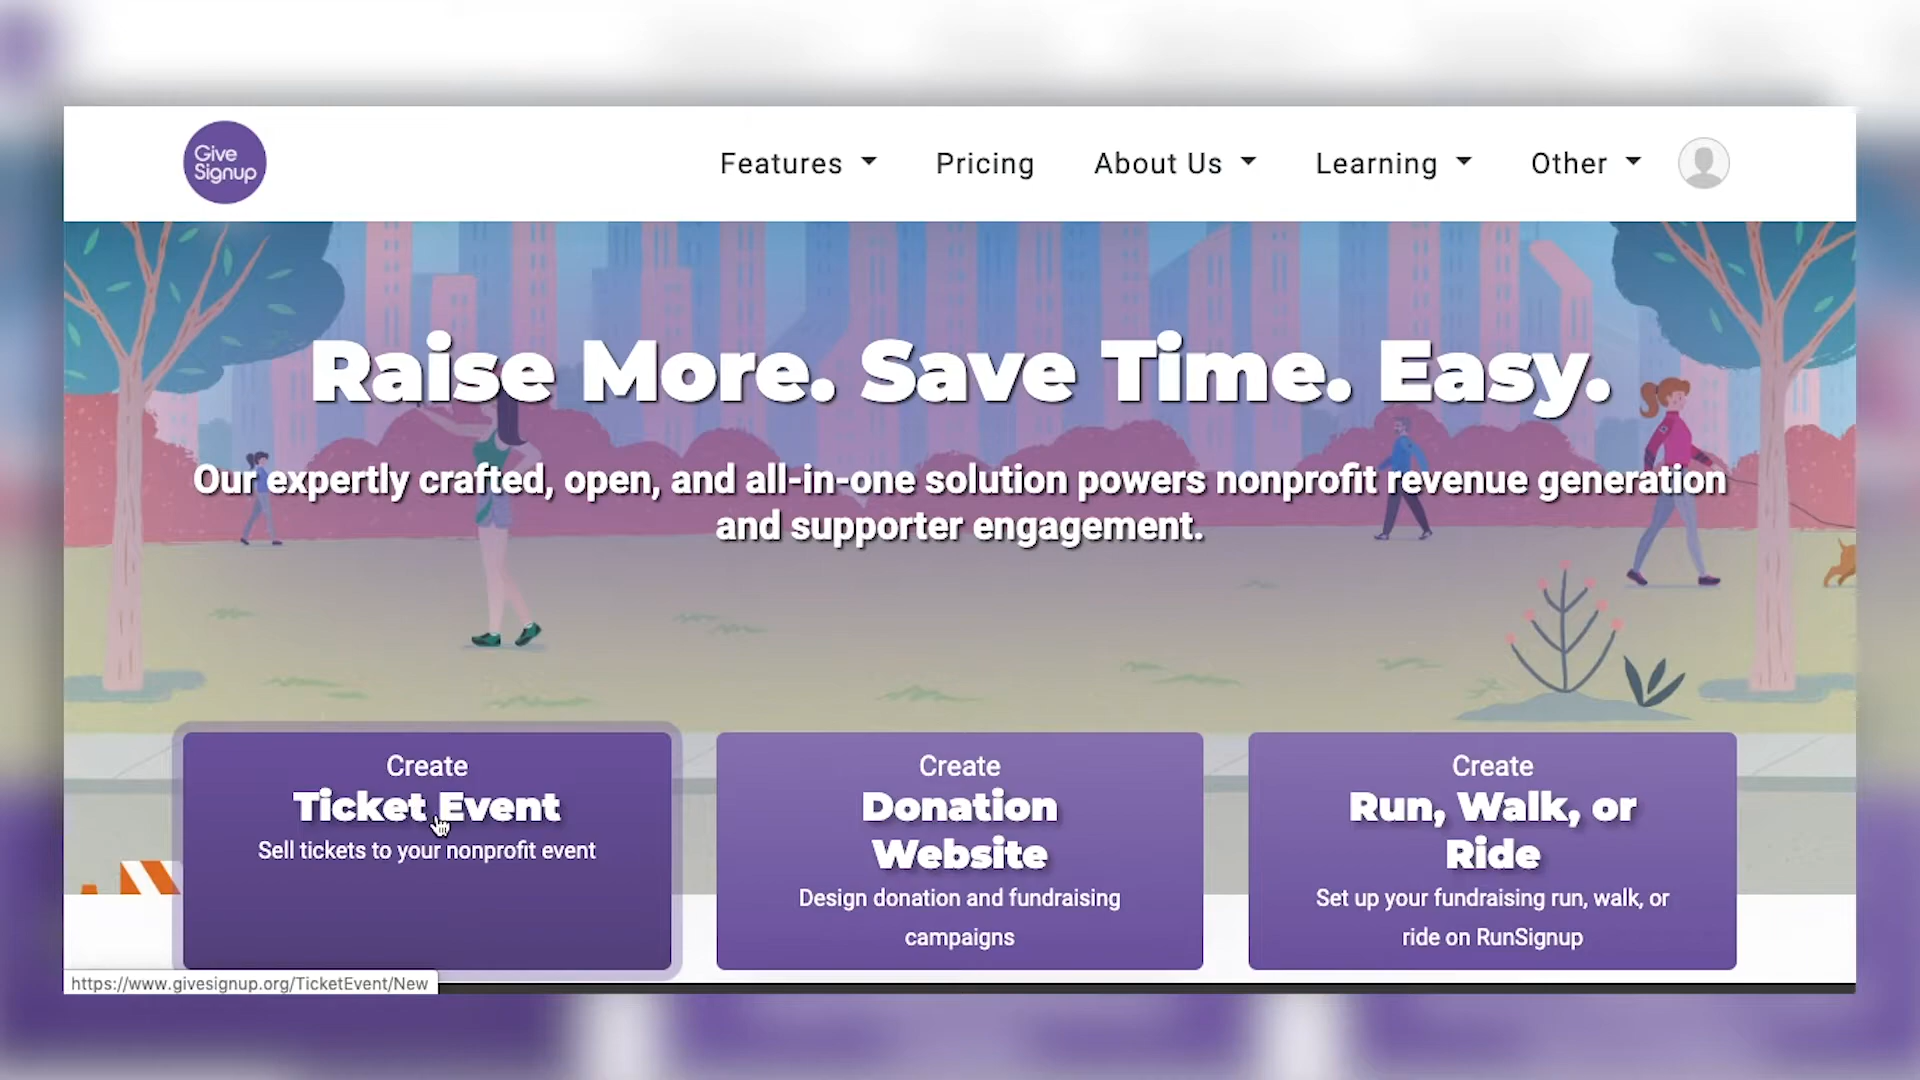 Give
Signup
Features
Pricing
About Us
Learning
Other
Raise More. Save Time. Easy.
Our expertly crafted, open, and all-in-one solution powers nonprofit revenue generation
and supporter engagement.
Create
Ticket Event
Sell tickets to your nonprofit event
Create
Donation
Website
Design donation and fundraising
campaigns
Create
Run, Walk, or
Ride
Set up your fundraising run, walk, or
ride on RunSignup
https://www.givesignup.org/TicketEvent/New